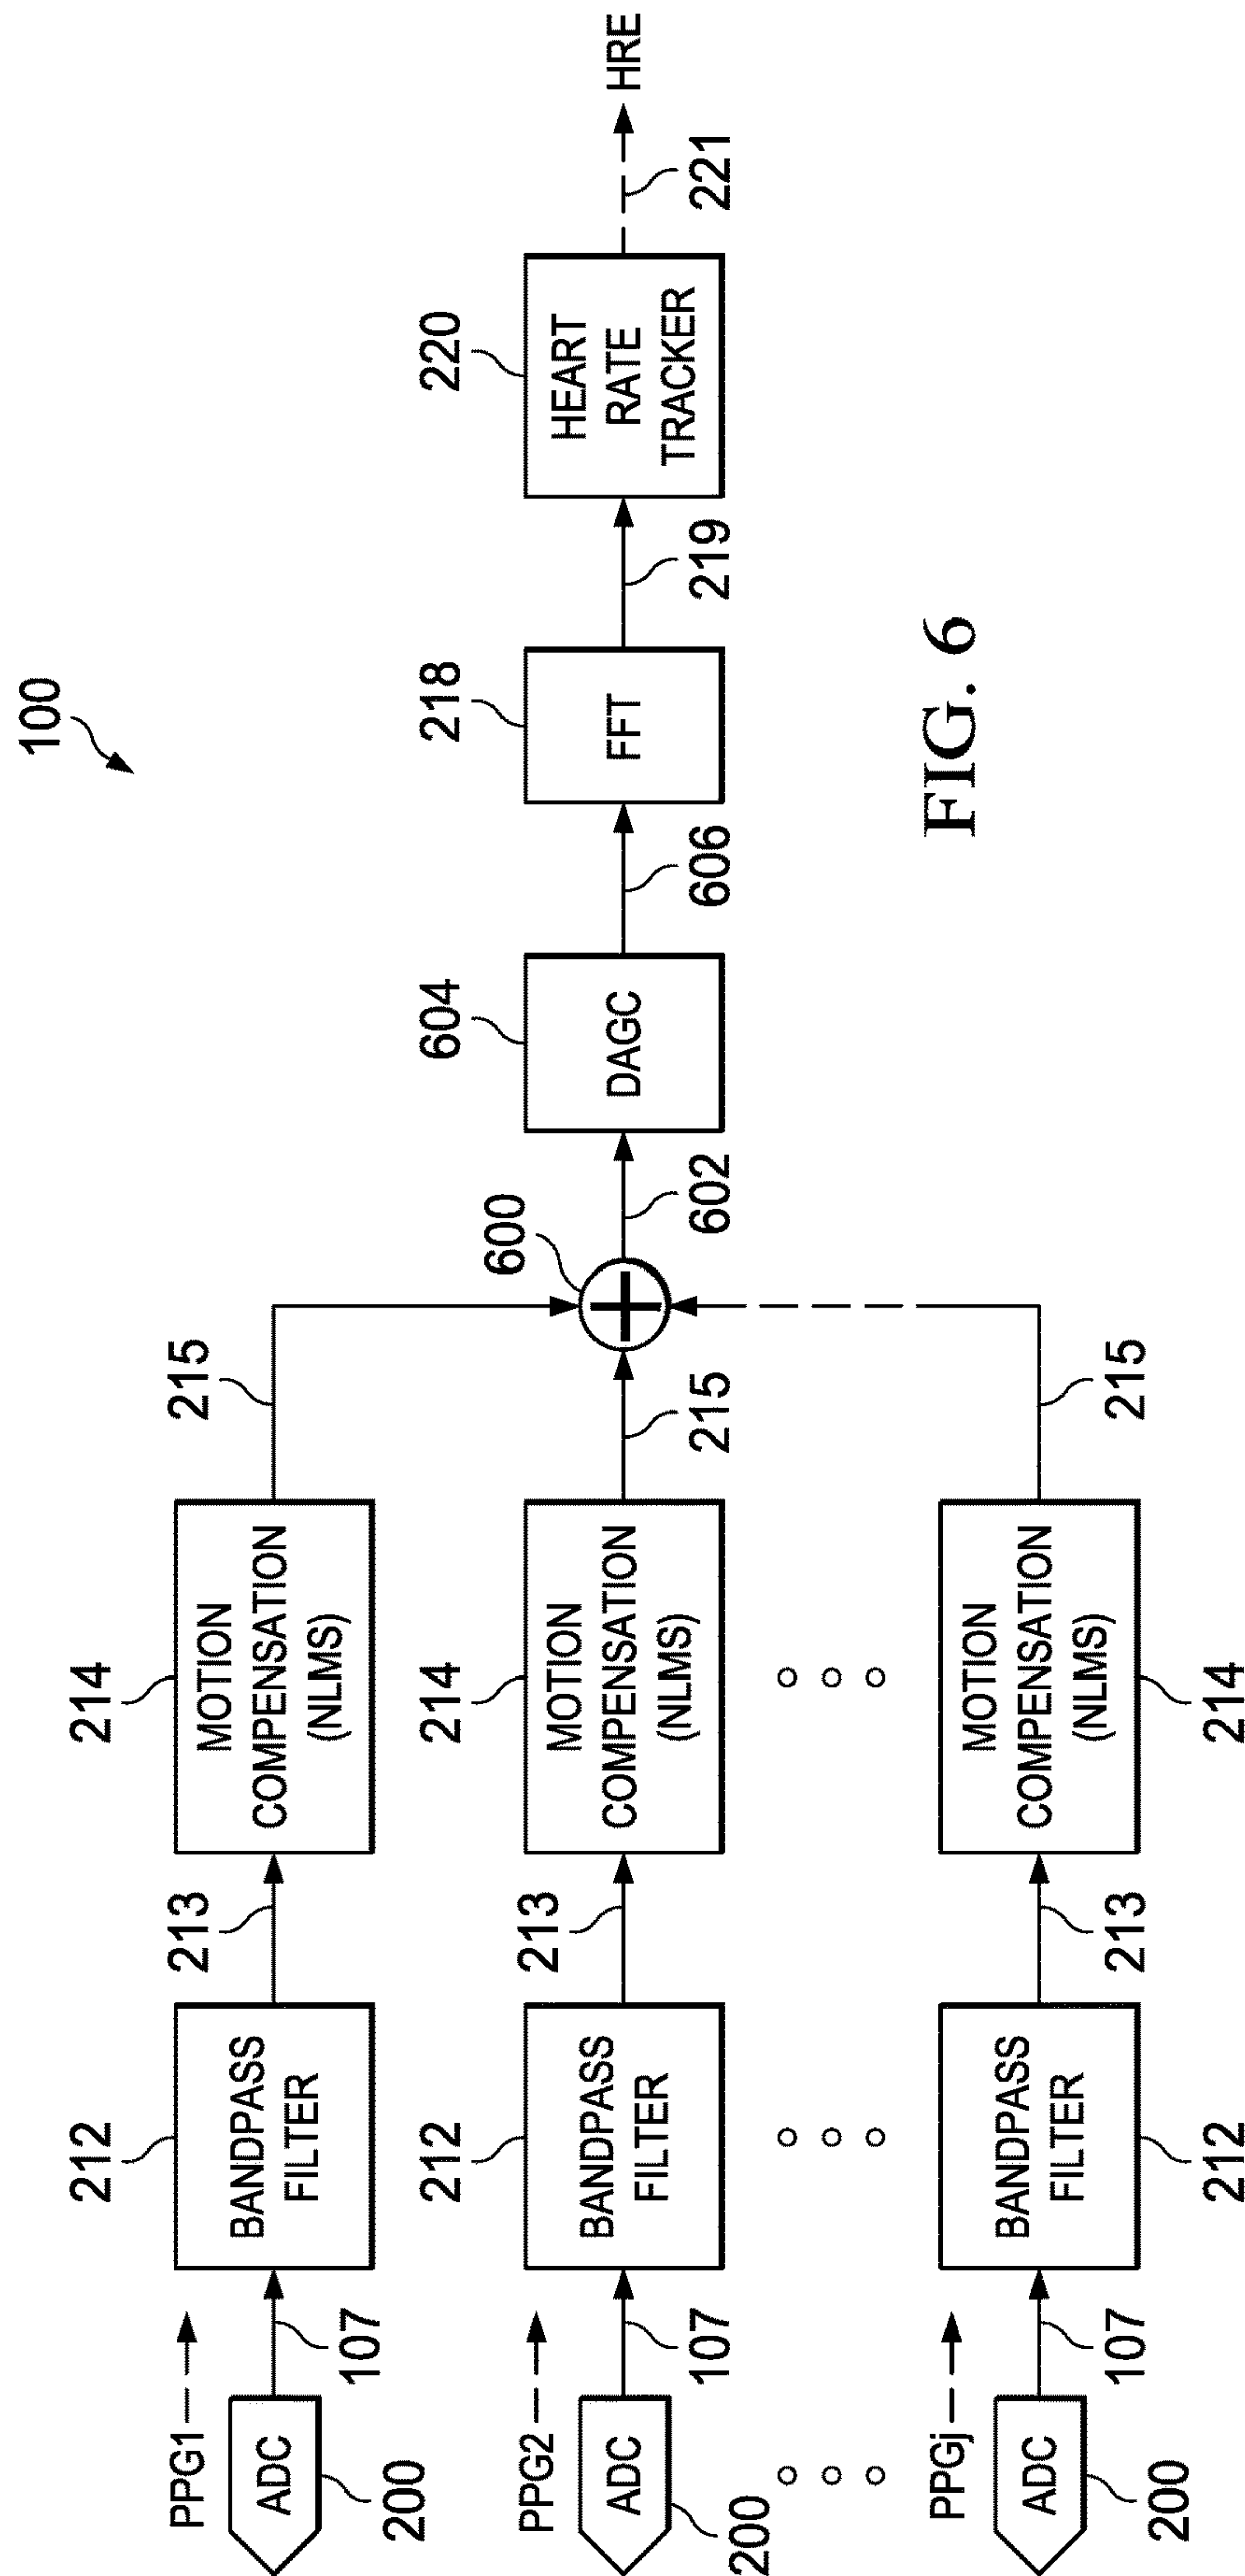 100
PPG1
ADC
200
107
212
BANDPASS
FILTER
213
214
MOTION
COMPENSATION
(NLMS)
215
PPG2
ADC
200
107
212
BANDPASS
FILTER
213
214
MOTION
COMPENSATION
(NLMS)
215
600
602
604
DAGC
606
218
FFT
219
220
HEART
RATE
TRACKER
221
HRE
PPGj
ADC
200
107
BANDPASS
FILTER
212
213
MOTION
COMPENSATION
(NLMS)
214
215
FIG. 6